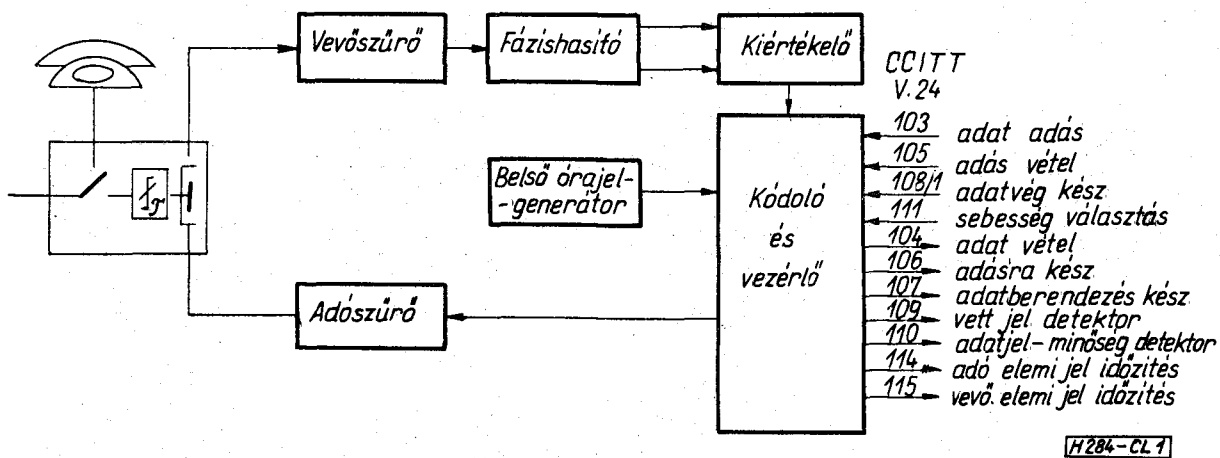 Vevőszűrő
Fázishasító
Kiértékelő
CCITT
V.24
103 adat adás
105 adás vétel
108/1 adatvég kész
111 sebesség választás
104 adat vétel
106 adásra kész
107 adatberendezés kész
109 vett jel detektor
110 adatjel-minőség detektor
114 adó elemi jel időzítés
115 vevő. elemi jel időzítés
Belső órajel-
-generátor
Kódoló
és
vezérlő
Adószűrő
H284-CL 1